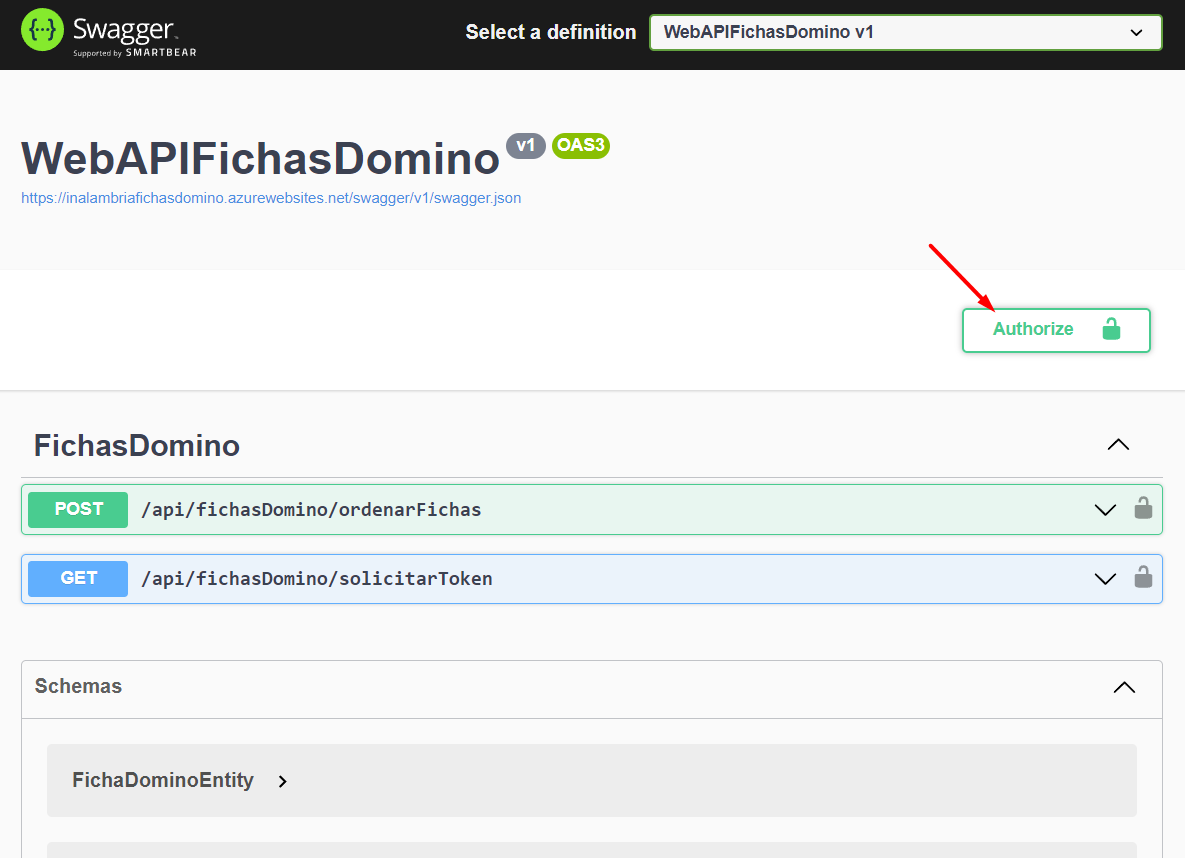 Swagger
Supported by SMARTBEAR
Select a definition
WebAPIFichasDomino v1
WebAPIFichasDomino v1 OAS3
https://inalambriafichasdomino.azurewebsites.net/swagger/v1/swagger.json
Authorize
FichasDomino
POST /api/fichasDomino/ordenarFichas
GET /api/fichasDomino/solicitarToken
Schemas
FichaDominoEntity